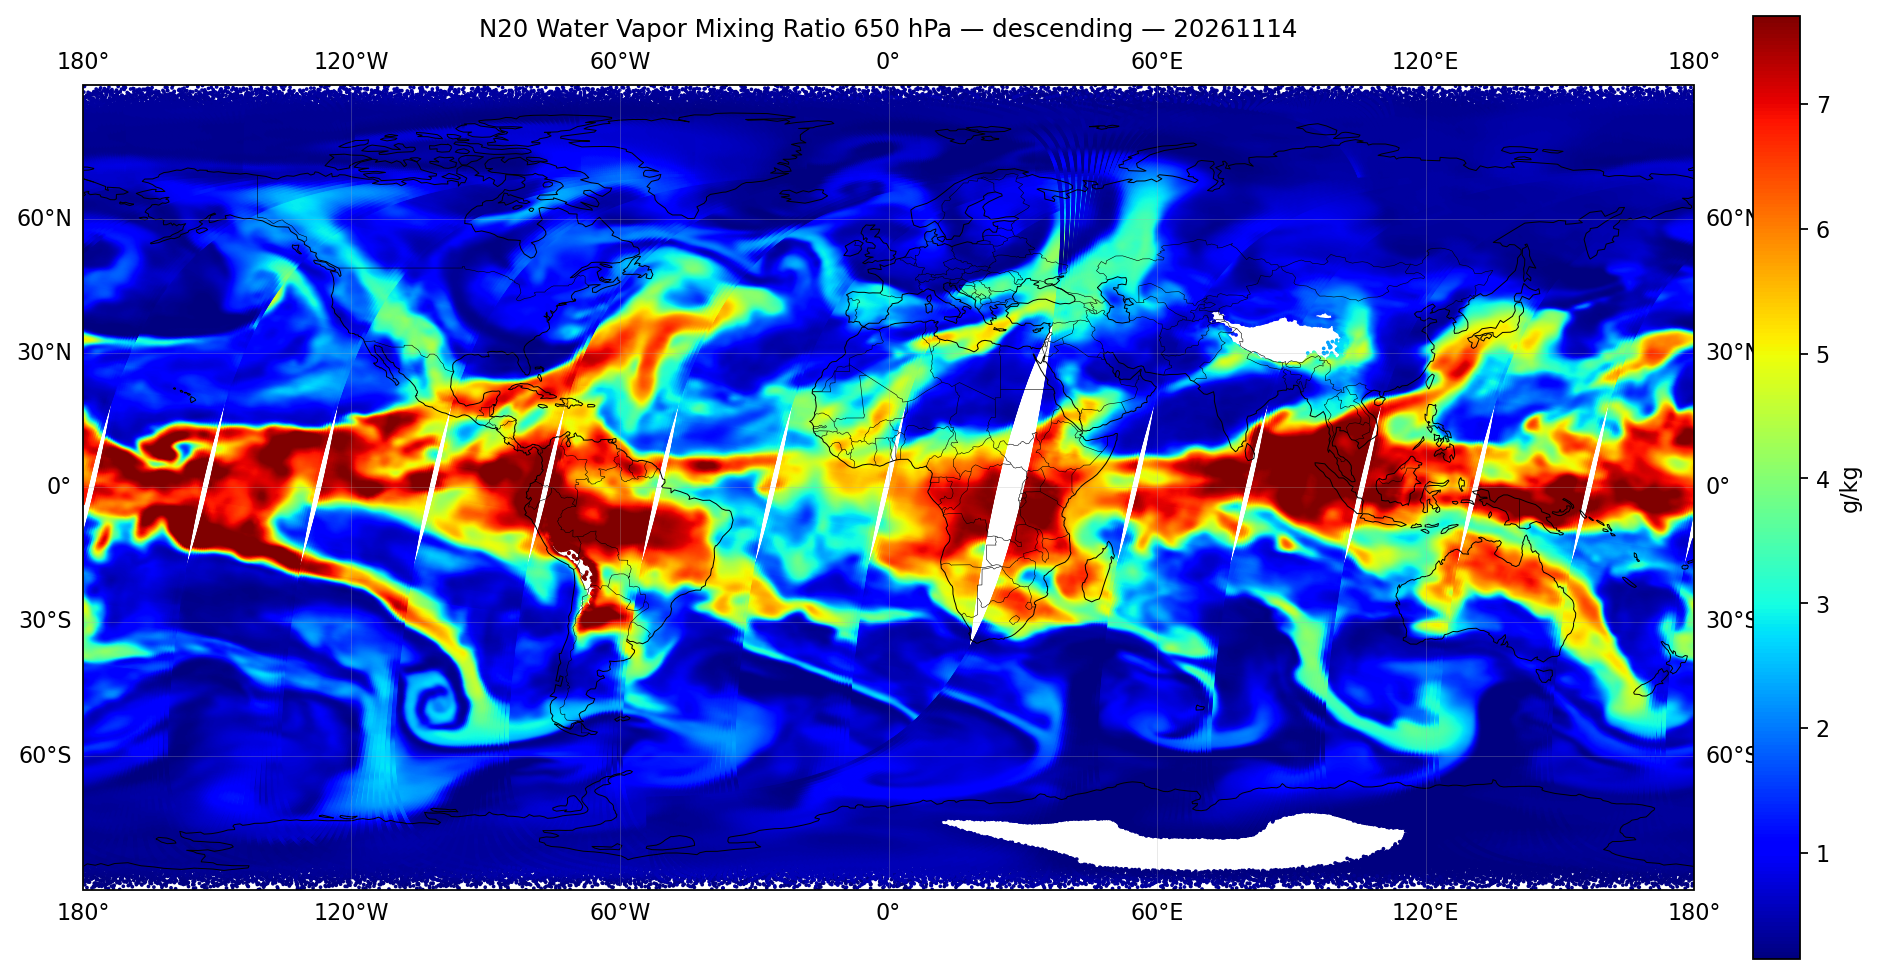 N20 Water Vapor Mixing Ratio 650 hPa — descending — 20261114
180° 120°W 60°W 0° 60°E 120°E 180°
7
60°N 60°N
6
5
30°N 30°N
4
0° 0°
g/kg
3
30°S 30°S
2
60°S 60°S
1
180° 120°W 60°W 0° 60°E 120°E 180°